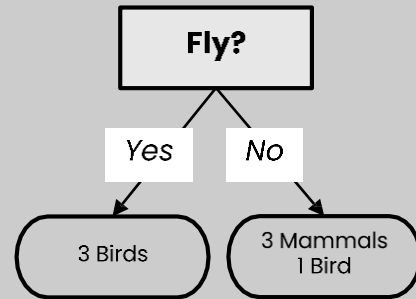 Fly?
Yes
No
3 Birds
3 Mammals
1 Bird